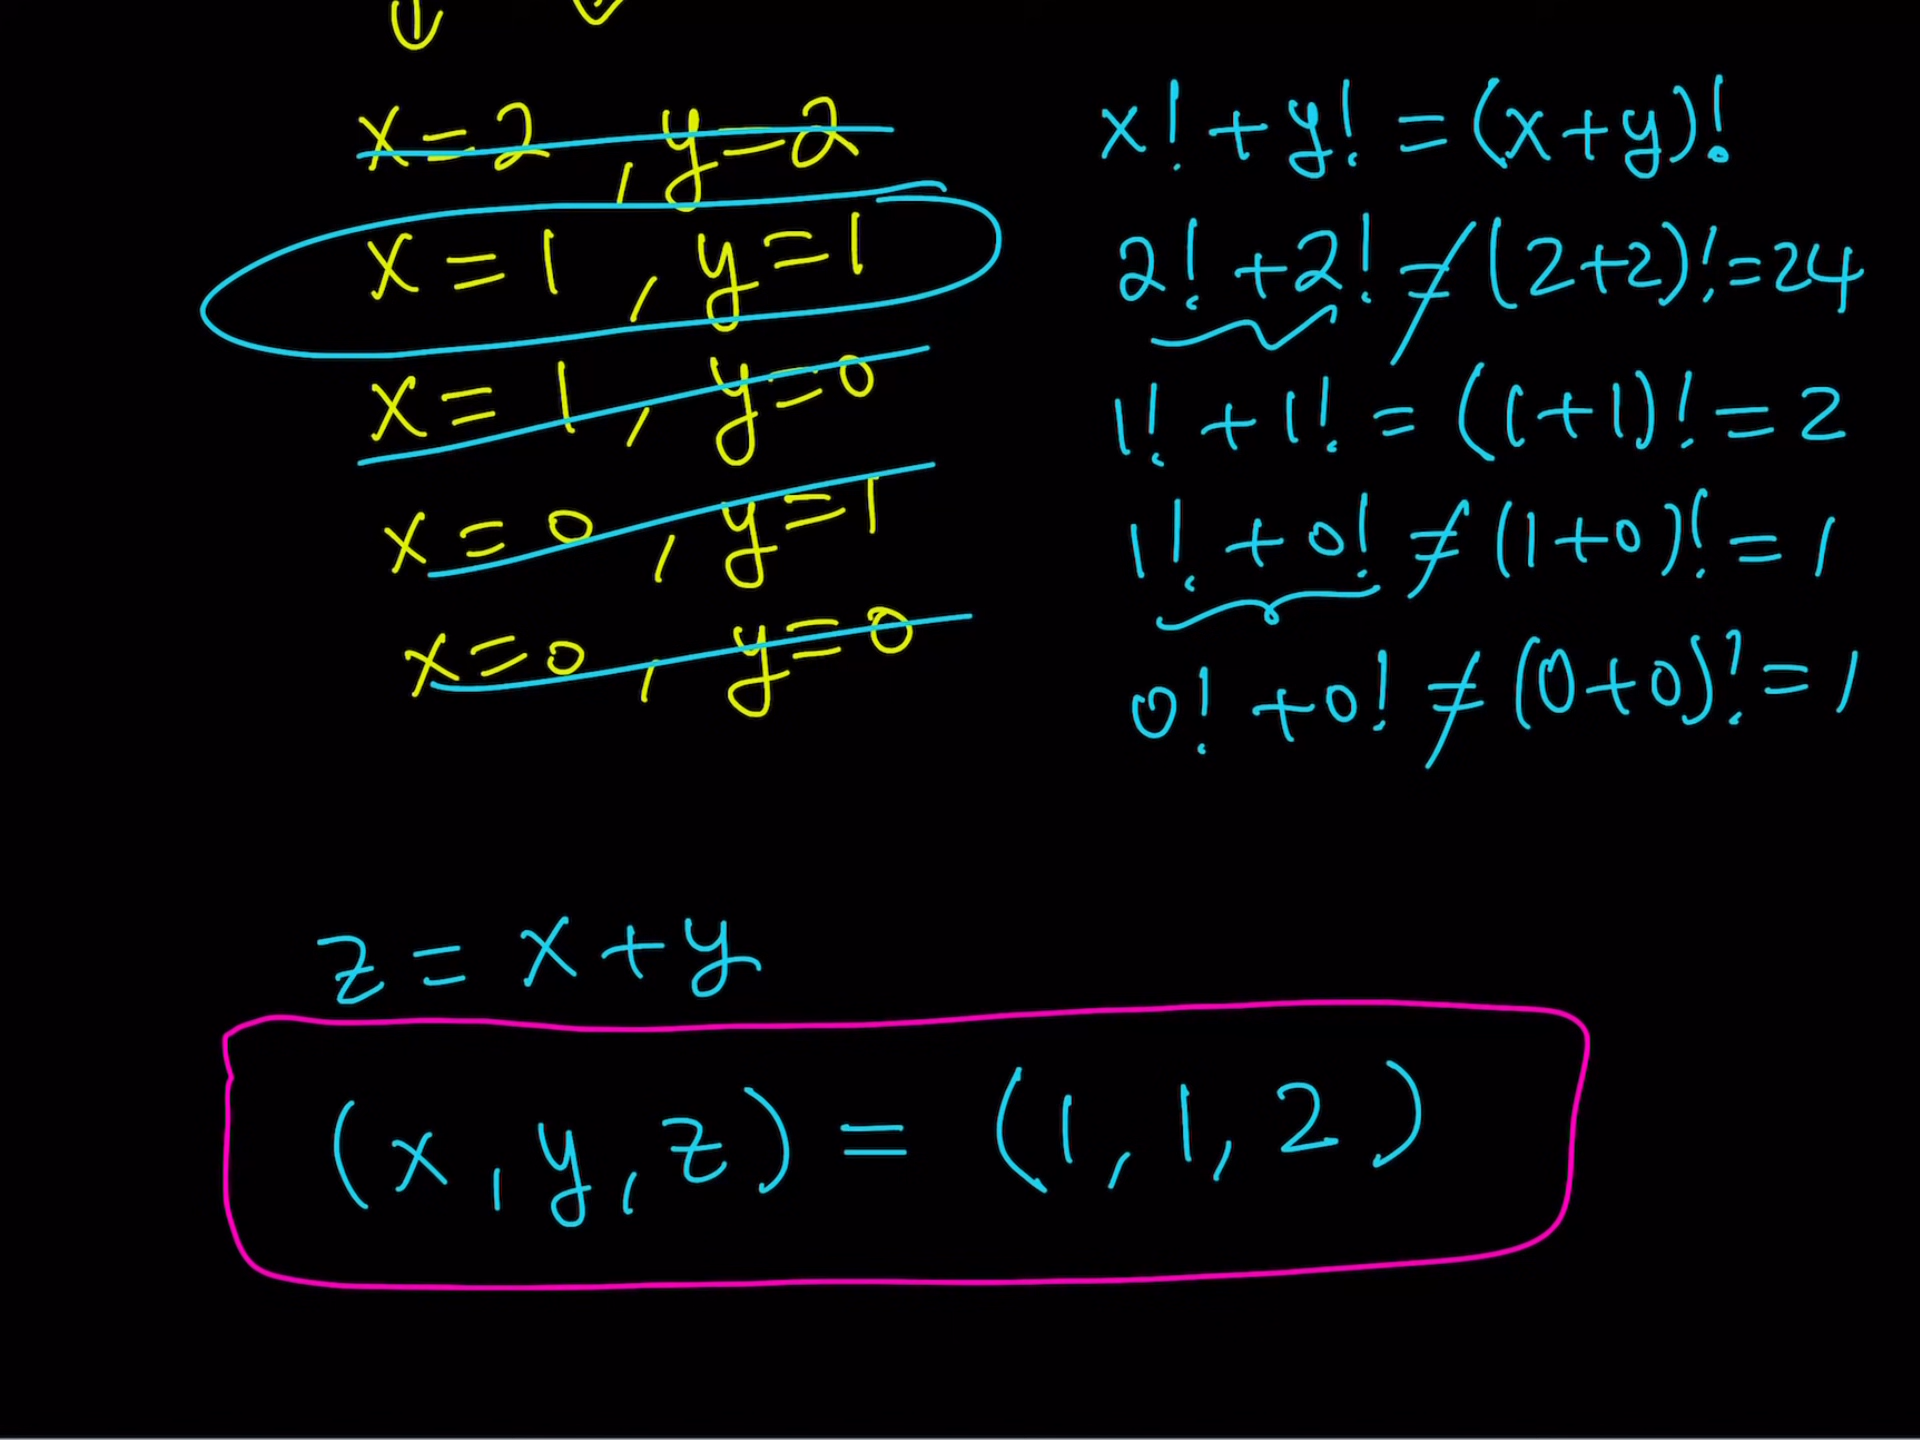 x=2, y=2
x=1, y=1
x=1, y=0
x=0, y=1
x=0, y=0
x! + y! = (x+y)!
2! + 2! ≠ (2+2)! = 24
1! + 1! = (1+1)! = 2
1! + 0! ≠ (1+0)! = 1
0! + 0! ≠ (0+0)! = 1
z = x + y
(x, y, z) = (1, 1, 2)